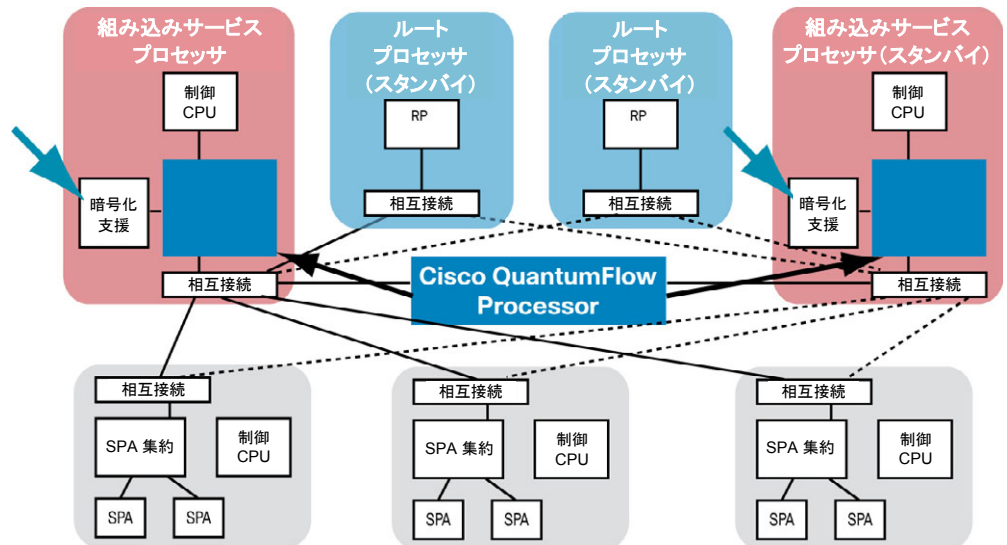 組み込みサービス
プロセッサ
ルート
プロセッサ
(スタンバイ)
ルート
プロセッサ
(スタンバイ)
組み込みサービス
プロセッサ(スタンバイ)
制御
CPU
RP
RP
制御
CPU
暗号化
支援
相互接続
相互接続
暗号化
支援
相互接続
Cisco QuantumFlow
Processor
相互接続
相互接続
SPA 集約
制御
CPU
SPA
SPA
相互接続
SPA 集約
制御
CPU
SPA
SPA
相互接続
SPA 集約
制御
CPU
SPA
SPA